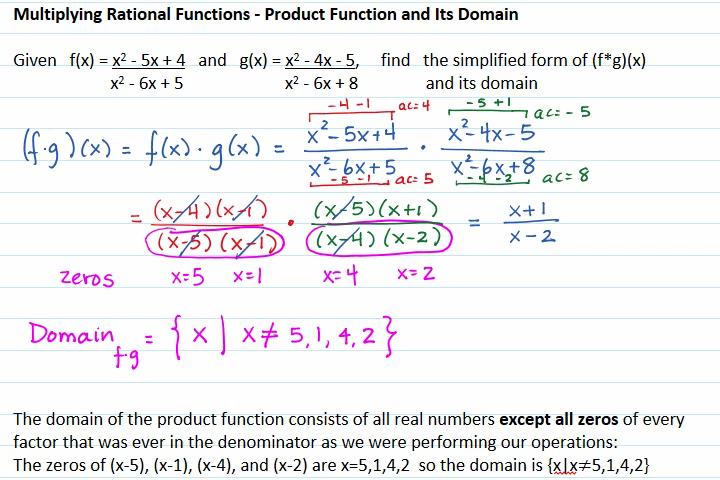 Multiplying Rational Functions - Product Function and Its Domain
Given f(x) = x² - 5x + 4 and g(x) = x² - 4x - 5, find the simplified form of (f*g)(x)
x² - 6x + 5 x² - 6x + 8 and its domain
-4 -1 ac=4 -5 +1 ac= -5
(f·g)(x) = f(x) · g(x) = x²-5x+4 · x²-4x-5
x²-6x+5 x²-6x+8
-5 -1 ac= 5 -4 -2 ac= 8
= (x-4)(x-1) • (x-5)(x+1) = x+1
(x-5)(x-1) (x-4)(x-2) x-2
zeros x=5 x=1 x=4 x=2
Domain f·g = {x | x≠ 5,1,4,2}
The domain of the product function consists of all real numbers except all zeros of every
factor that was ever in the denominator as we were performing our operations:
The zeros of (x-5), (x-1), (x-4), and (x-2) are x=5,1,4,2 so the domain is {x|x≠5,1,4,2}